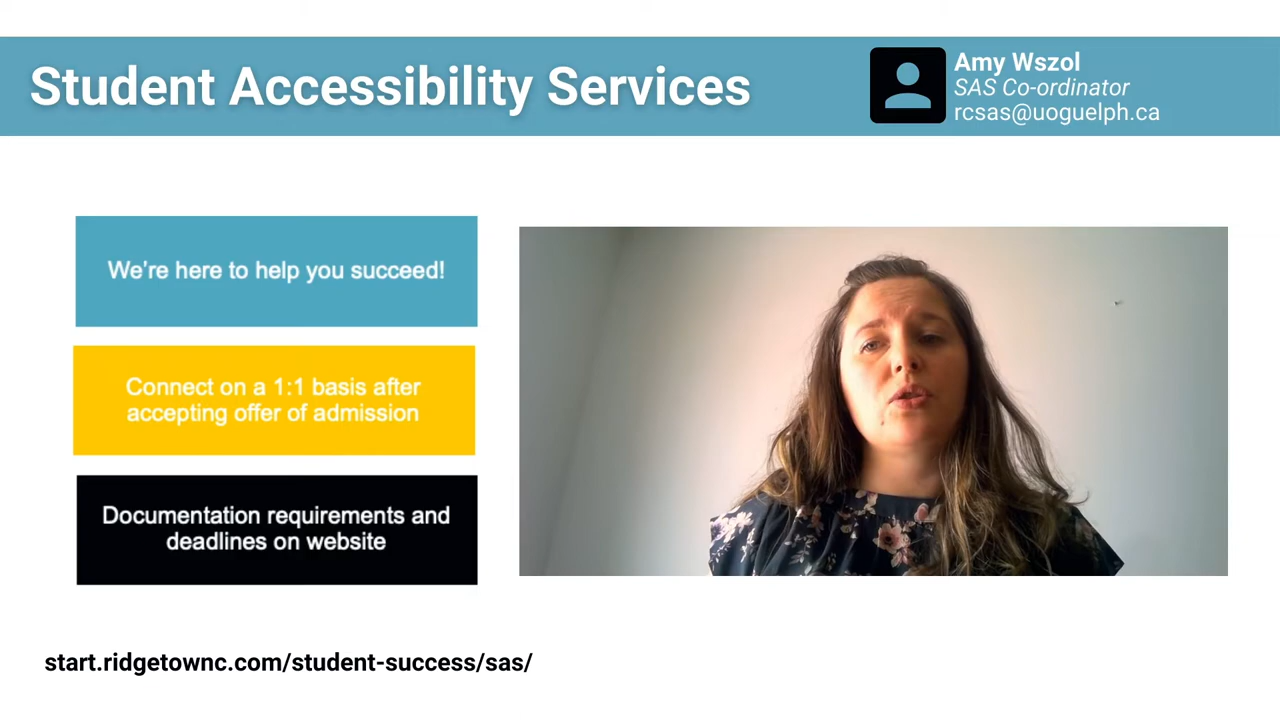 Student Accessibility Services
Amy Wszol
SAS Co-ordinator
rcsas@uoguelph.ca
We're here to help you succeed!
Connect on a 1:1 basis after
accepting offer of admission
Documentation requirements and
deadlines on website
start.ridgetownc.com/student-success/sas/